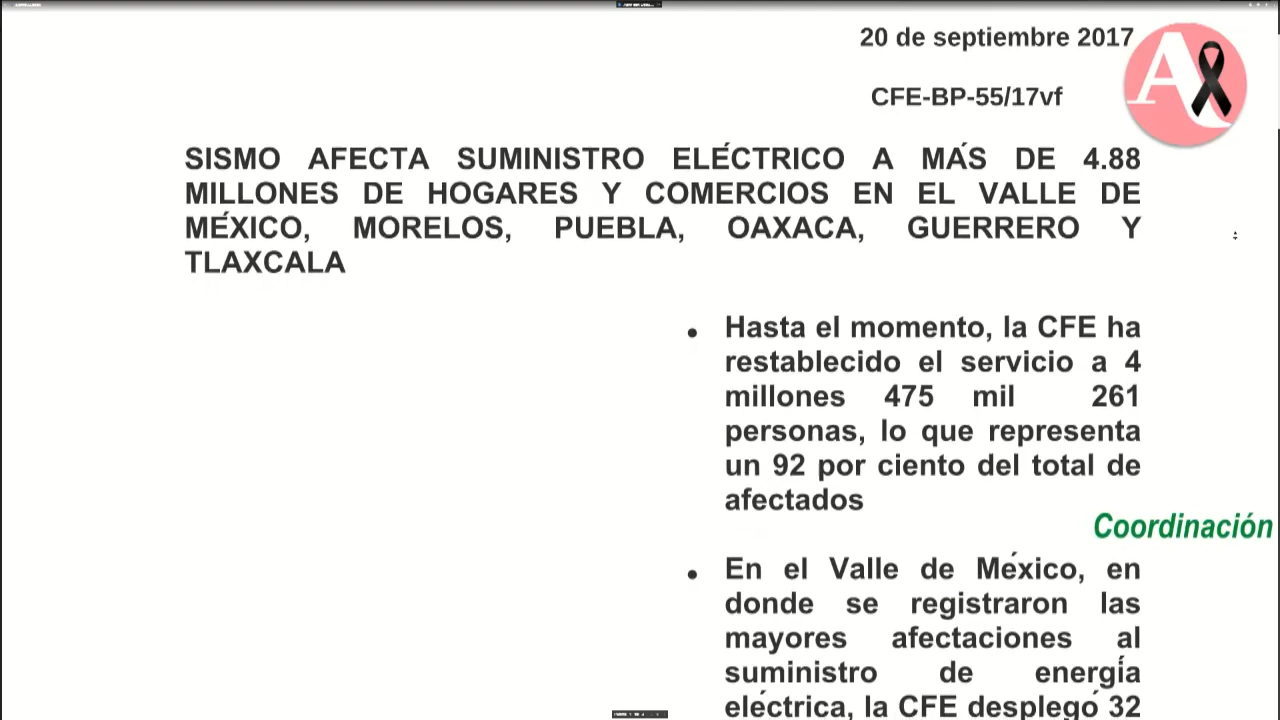 20 de septiembre 2017
CFE-BP-55/17vf
SISMO AFECTA SUMINISTRO ELÉCTRICO A MÁS DE 4.88
MILLONES DE HOGARES Y COMERCIOS EN EL VALLE DE
MÉXICO, MORELOS, PUEBLA, OAXACA, GUERRERO Y
TLAXCALA
• Hasta el momento, la CFE ha
restablecido el servicio a 4
millones 475 mil 261
personas, lo que representa
un 92 por ciento del total de
afectados
Coordinación
• En el Valle de México, en
donde se registraron las
mayores afectaciones al
suministro de energía
eléctrica, la CFE desplegó 32